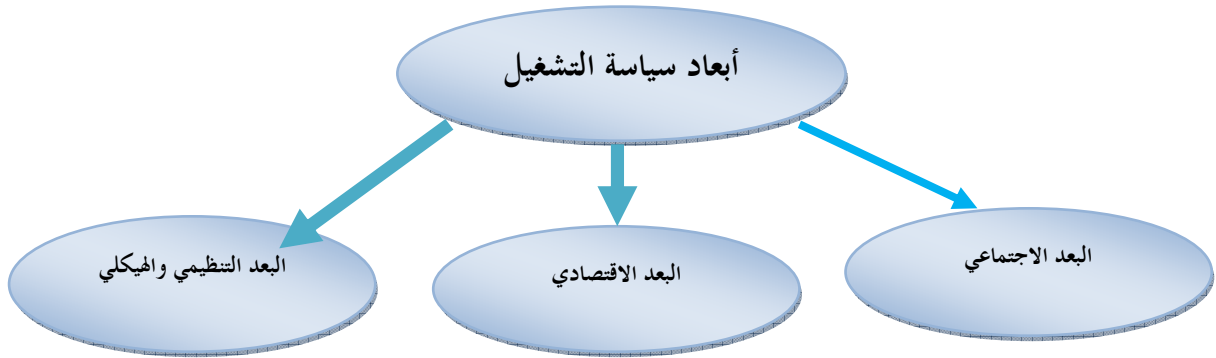 أبعاد سياسة التشغيل
البعد الاجتماعي
البعد الاقتصادي
البعد التنظيمي والهيكلي